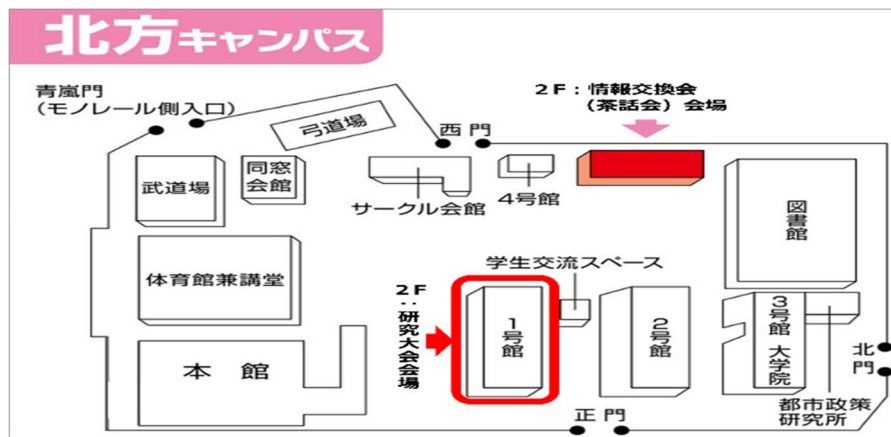 北方キャンパス
青嵐門
(モノレール側入口)
弓道場
西門
2F:情報交換会
(茶話会)会場
武道場
同窓
会館
サークル会館
4号館
図書館
体育館兼講堂
学生交流スペース
2F:研究大会会場
1号館
2号館
3号館
大学院
本館
北門
正門
都市政策
研究所